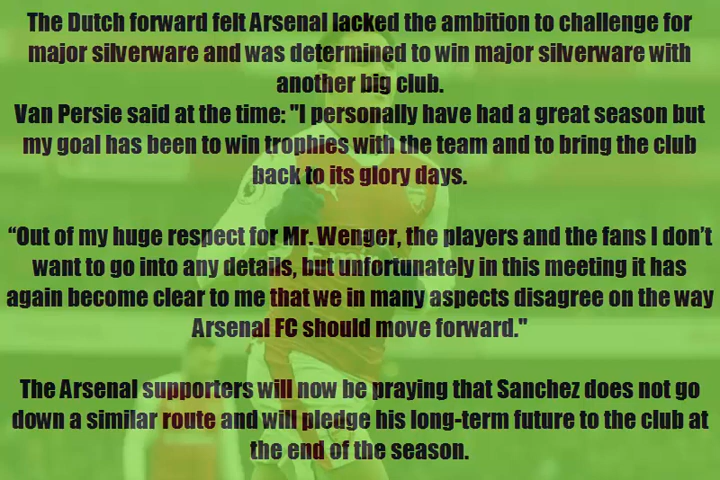 The Dutch forward felt Arsenal lacked the ambition to challenge for
major silverware and was determined to win major silverware with
another big club.
Van Persie said at the time: "I personally have had a great season but
my goal has been to win trophies with the team and to bring the club
back to its glory days.
“Out of my huge respect for Mr. Wenger, the players and the fans I don’t
want to go into any details, but unfortunately in this meeting it has
again become clear to me that we in many aspects disagree on the way
Arsenal FC should move forward."
The Arsenal supporters will now be praying that Sanchez does not go
down a similar route and will pledge his long-term future to the club at
the end of the season.